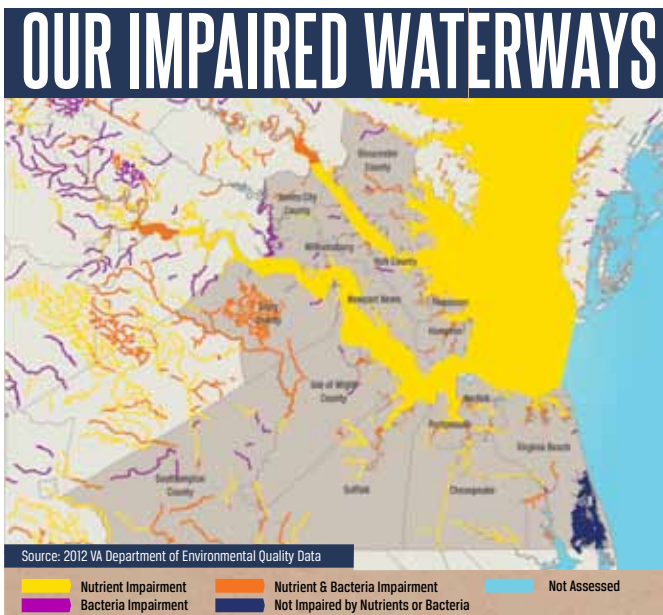 OUR IMPAIRED WATERWAYS
Gloucester
County
James City
County
Williamsburg
York County
Newport News
Poquoson
Hampton
Surry
County
Isle of Wight
County
Norfolk
Portsmouth
Virginia Beach
Southampton
County
Suffolk
Chesapeake
Source: 2012 VA Department of Environmental Quality Data
Nutrient Impairment
Nutrient & Bacteria Impairment
Not Assessed
Bacteria Impairment
Not Impaired by Nutrients or Bacteria